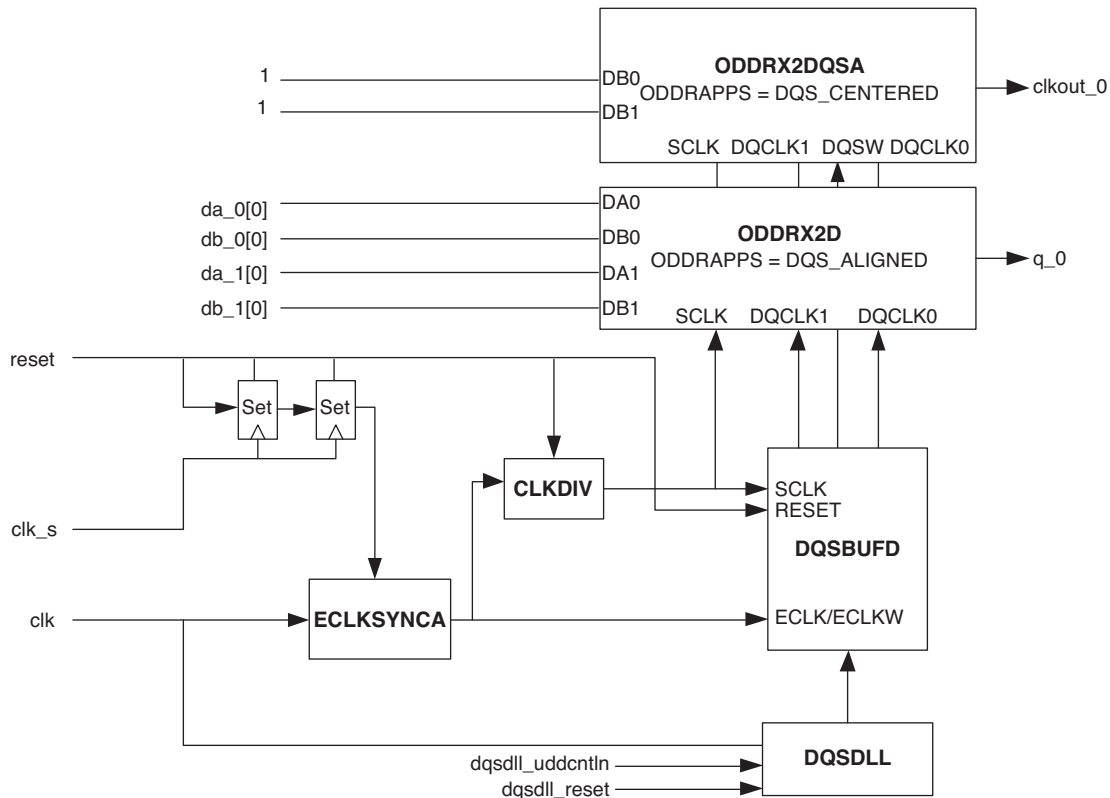 ODDRX2DQSA
ODDRAPPS = DQS_CENTERED
1
DB0
1
DB1
clkout_0
SCLK DQCLK1 DQSW DQCLK0
da_0[0]
DA0
db_0[0]
DB0
da_1[0]
DA1
db_1[0]
DB1
ODDRX2D
ODDRAPPS = DQS_ALIGNED
q_0
SCLK DQCLK1 DQCLK0
reset
Set
Set
CLKDIV
SCLK
RESET
clk_s
DQSBUFD
clk
ECLKSYNCA
ECLK/ECLKW
DQSDLL
dqsdll_uddcntln
dqsdll_reset